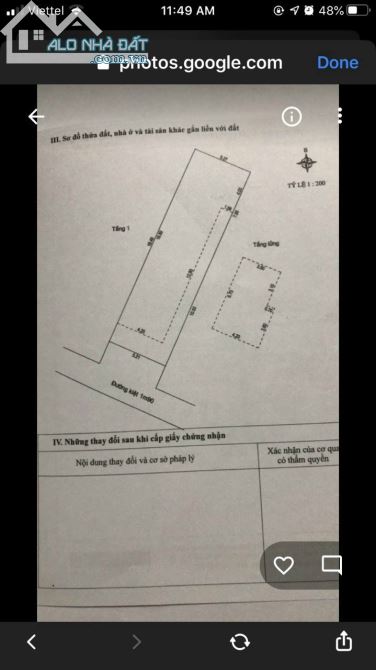 Viettel
11:49 AM
48%
ALO NHÀ ĐẤT
.com.vn
photos.google.com
Done
III. Sơ đồ thửa đất, nhà ở và tài sản khác gắn liền với đất
B
TỶ LỆ 1 : 200
Tầng 1
Tầng lửng
4.20
5.21
4.20
Đường kiệt 1m90
IV. Những thay đổi sau khi cấp giấy chứng nhận
Nội dung thay đổi và cơ sở pháp lý
Xác nhận của cơ qua
có thẩm quyền